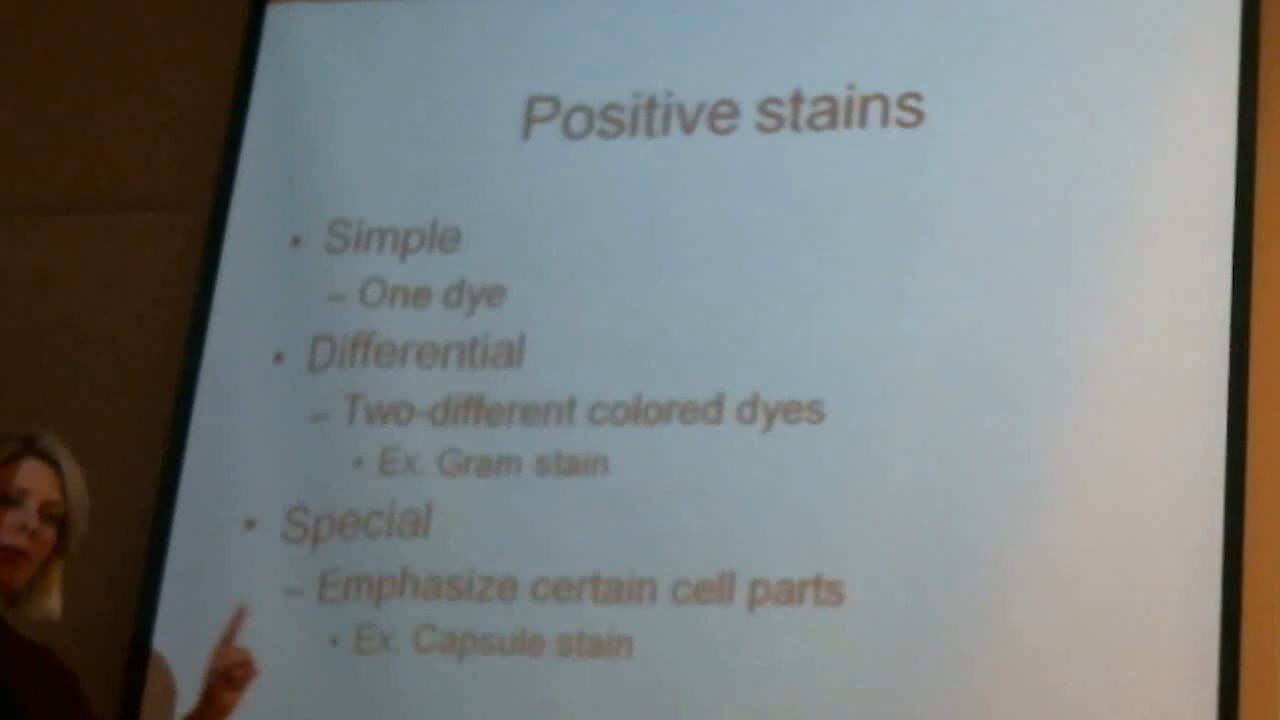 Positive stains
• Simple
– One dye
• Differential
– Two-different colored dyes
• Ex. Gram stain
• Special
– Emphasize certain cell parts
• Ex. Capsule stain